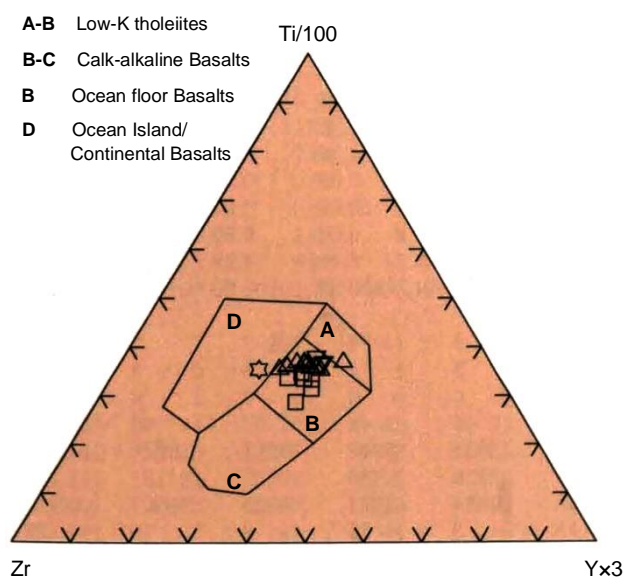 A-B Low-K tholeiites
B-C Calk-alkaline Basalts
B Ocean floor Basalts
D Ocean Island/
Continental Basalts
Ti/100
D
A
B
C
Zr
Y×3